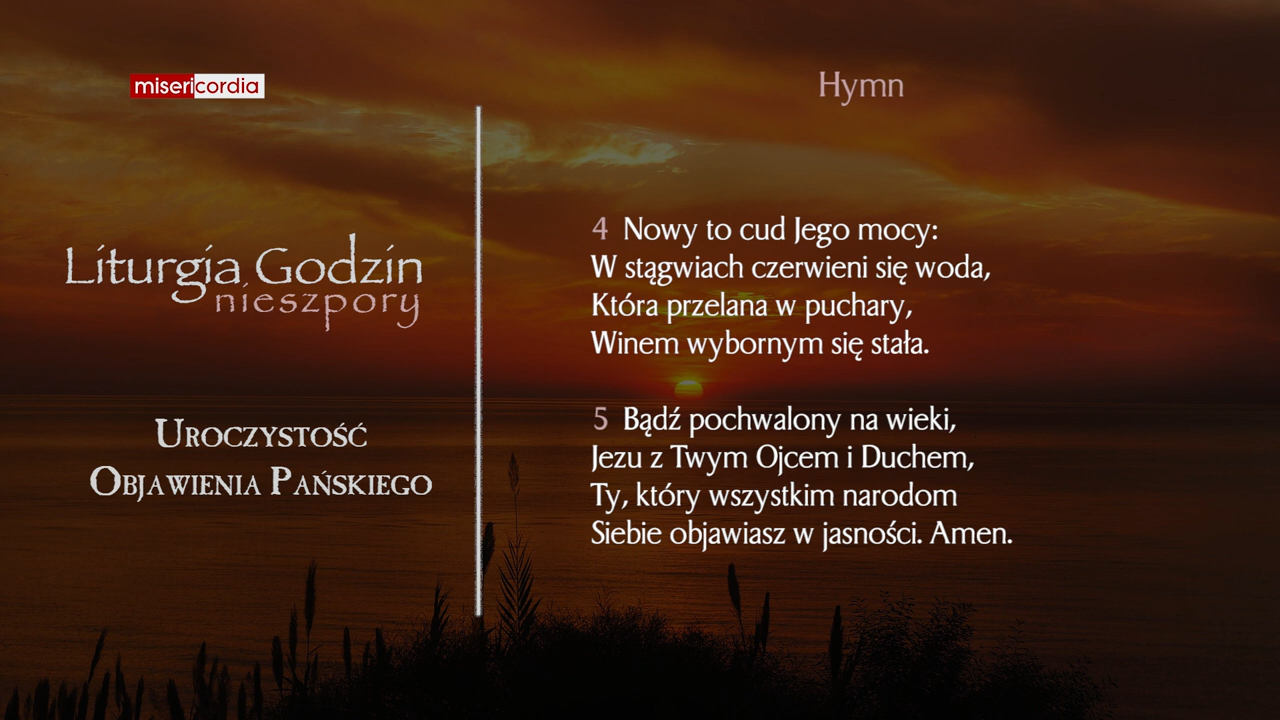 misericordia
Liturgia Godzin
nieszpory
Uroczystość
Objawienia Pańskiego
Hymn
4 Nowy to cud Jego mocy:
W stągwiach czerwieni się woda,
Która przelana w puchary,
Winem wybornym się stała.
5 Bądź pochwalony na wieki,
Jezu z Twym Ojcem i Duchem,
Ty, który wszystkim narodom
Siebie objawiasz w jasności. Amen.